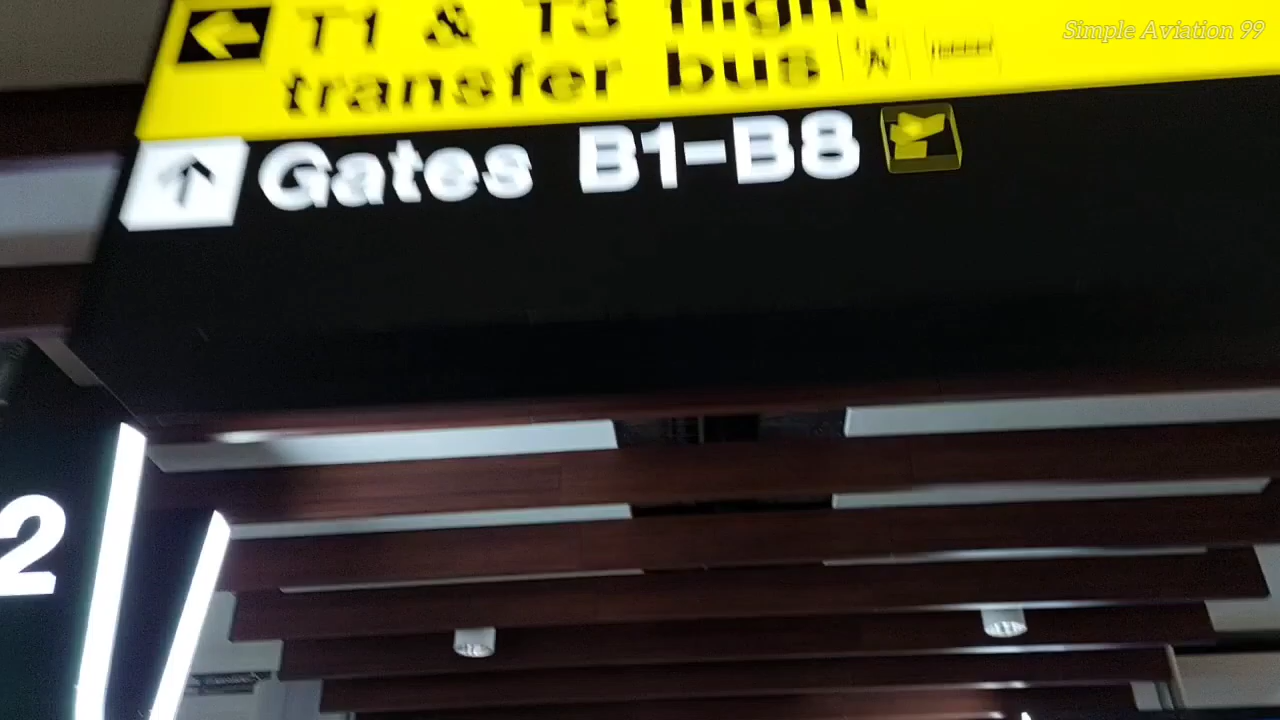 Simple Aviation 99
T1 & T3 flight
transfer bus
Gates B1-B8
2